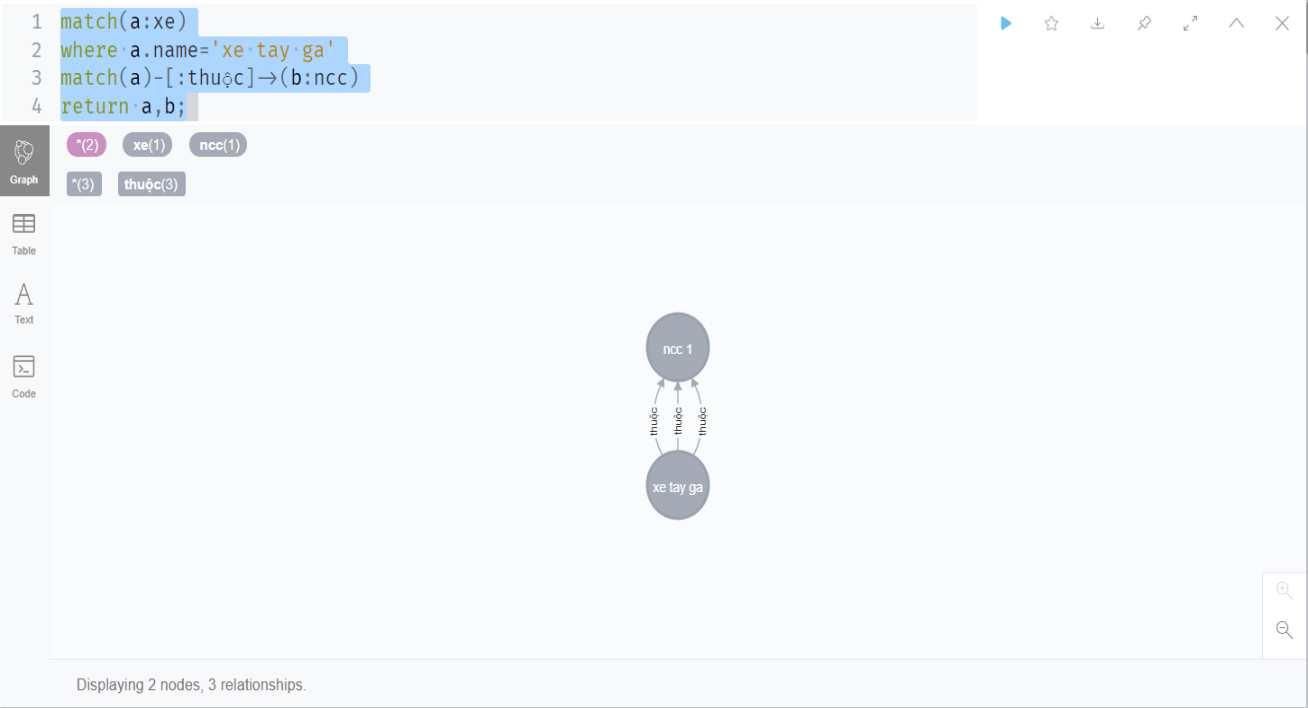 1 match(a:xe)
2 where a.name='xe tay ga'
3 match(a)-[:thuộc]->(b:ncc)
4 return a,b;
*(2) xe(1) ncc(1)
*(3) thuộc(3)
Graph
Table
Text
Code
ncc 1
thuộc thuộc thuộc
xe tay ga
Displaying 2 nodes, 3 relationships.